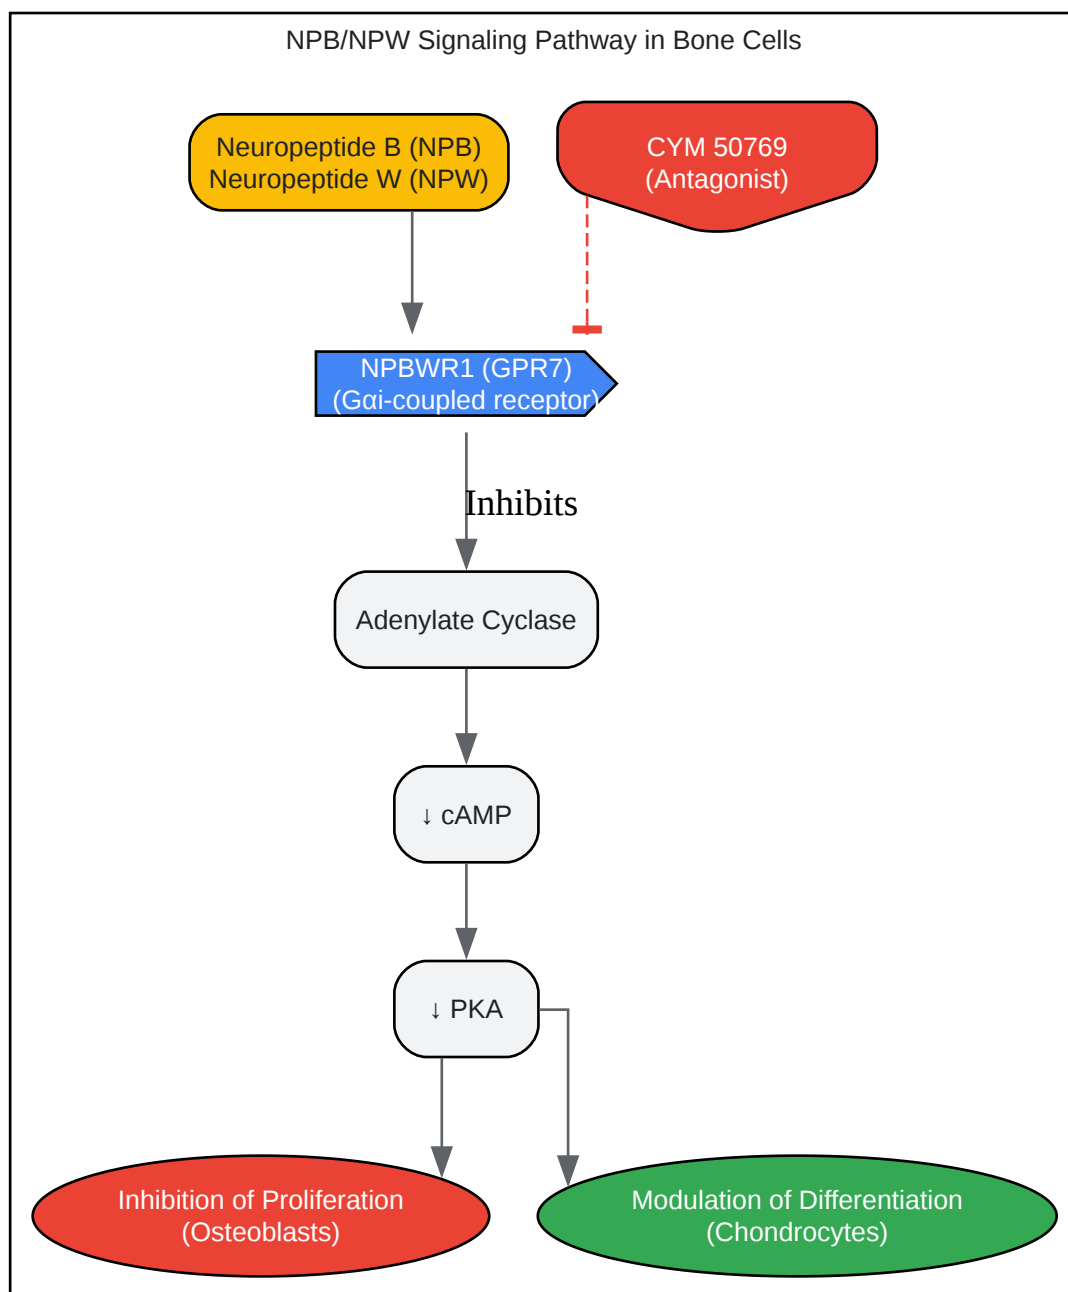 NPB/NPW Signaling Pathway in Bone Cells
Neuropeptide B (NPB)
Neuropeptide W (NPW)
CYM 50769
(Antagonist)
NPBWR1 (GPR7)
(Gαi-coupled receptor)
Inhibits
Adenylate Cyclase
↓ cAMP
↓ PKA
Inhibition of Proliferation
(Osteoblasts)
Modulation of Differentiation
(Chondrocytes)